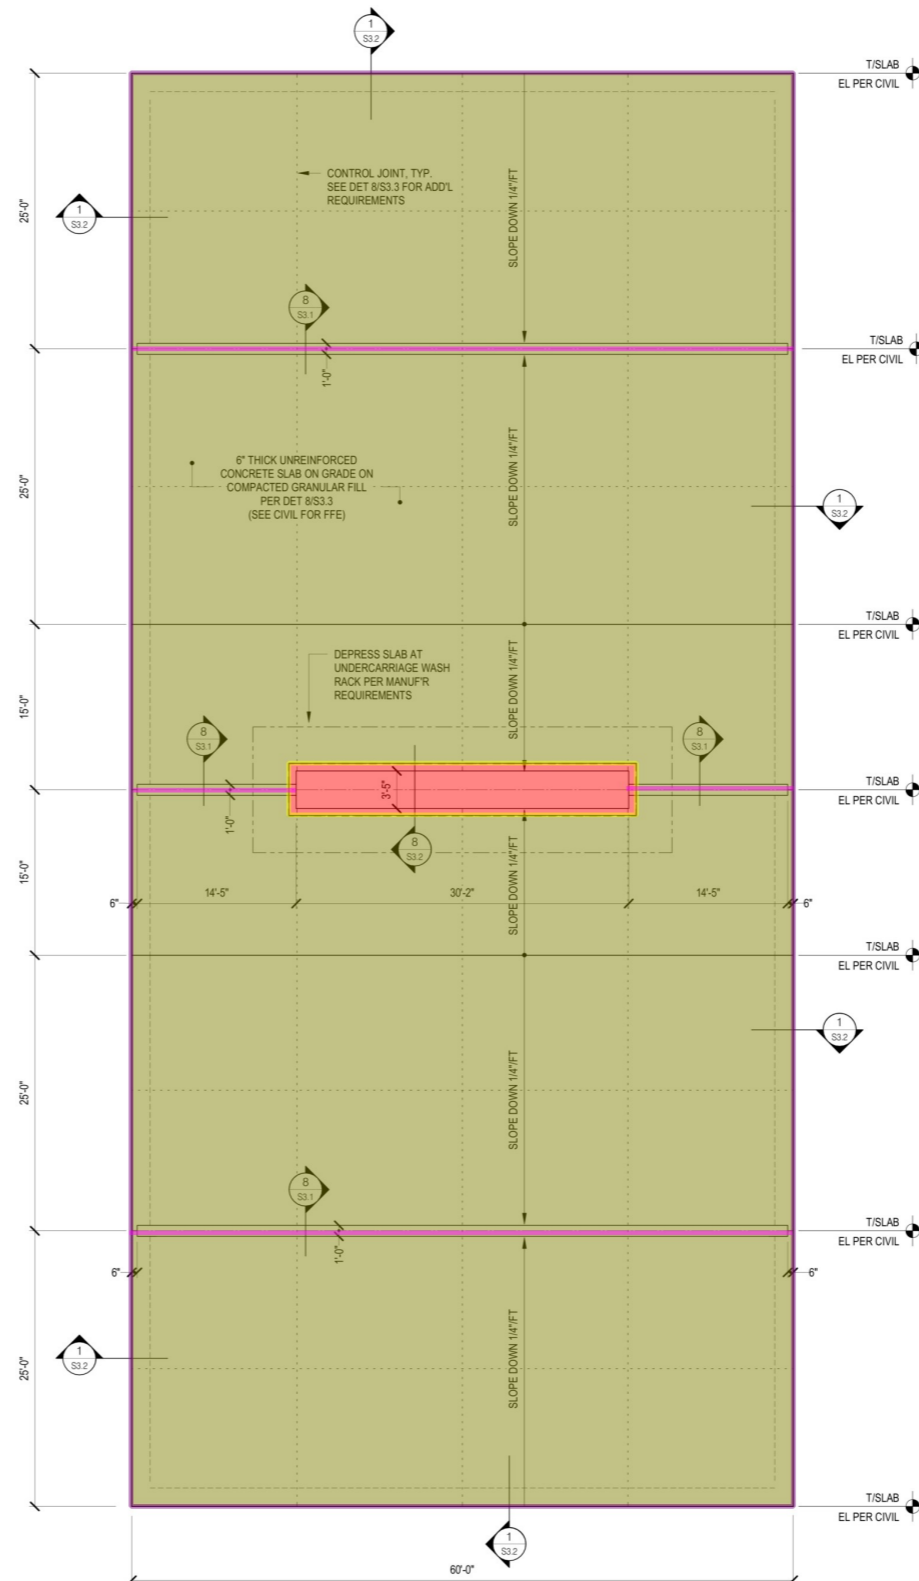 1
S3.2
T/SLAB
EL PER CIVIL
CONTROL JOINT, TYP.
SEE DET 8/S3.3 FOR ADD'L
REQUIREMENTS
SLOPE DOWN 1/4"/FT
25'-0"
1
S3.2
8
S3.1
1'-0"
T/SLAB
EL PER CIVIL
6" THICK UNREINFORCED
CONCRETE SLAB ON GRADE ON
COMPACTED GRANULAR FILL
PER DET 8/S3.3
(SEE CIVIL FOR FFE)
SLOPE DOWN 1/4"/FT
25'-0"
1
S3.2
T/SLAB
EL PER CIVIL
DEPRESS SLAB AT
UNDERCARRIAGE WASH
RACK PER MANUF'R
REQUIREMENTS
SLOPE DOWN 1/4"/FT
15'-0"
8
S3.1
8
S3.1
T/SLAB
EL PER CIVIL
3'-5"
1'-0"
8
S3.2
SLOPE DOWN 1/4"/FT
15'-0"
6"
14'-5"
30'-2"
14'-5"
6"
T/SLAB
EL PER CIVIL
1
S3.2
SLOPE DOWN 1/4"/FT
25'-0"
8
S3.1
1'-0"
T/SLAB
EL PER CIVIL
6"
6"
SLOPE DOWN 1/4"/FT
25'-0"
1
S3.2
T/SLAB
EL PER CIVIL
1
S3.2
60'-0"